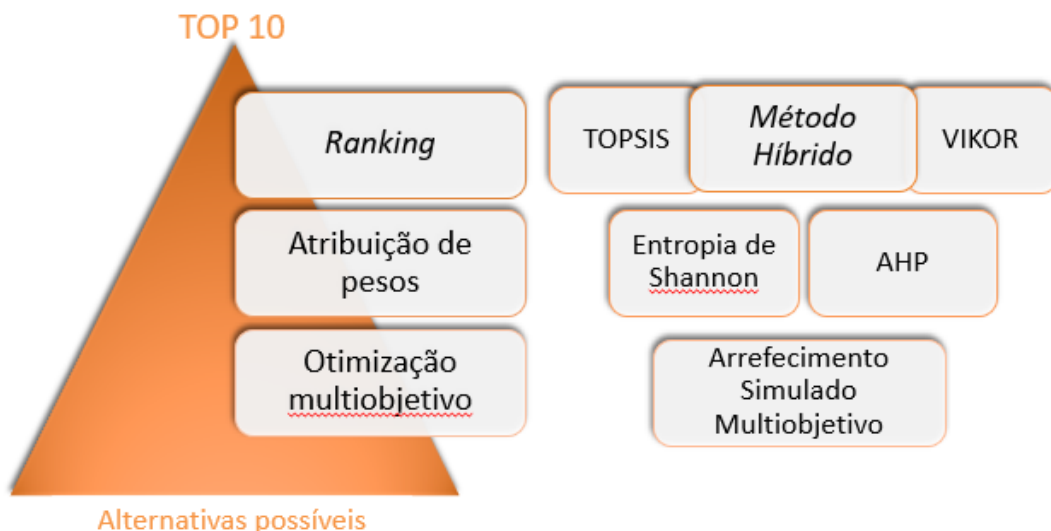 TOP 10
Ranking
TOPSIS
Método
Híbrido
VIKOR
Atribuição de
pesos
Entropia de
Shannon
AHP
Otimização
multiobjetivo
Arrefecimento
Simulado
Multiobjetivo
Alternativas possíveis